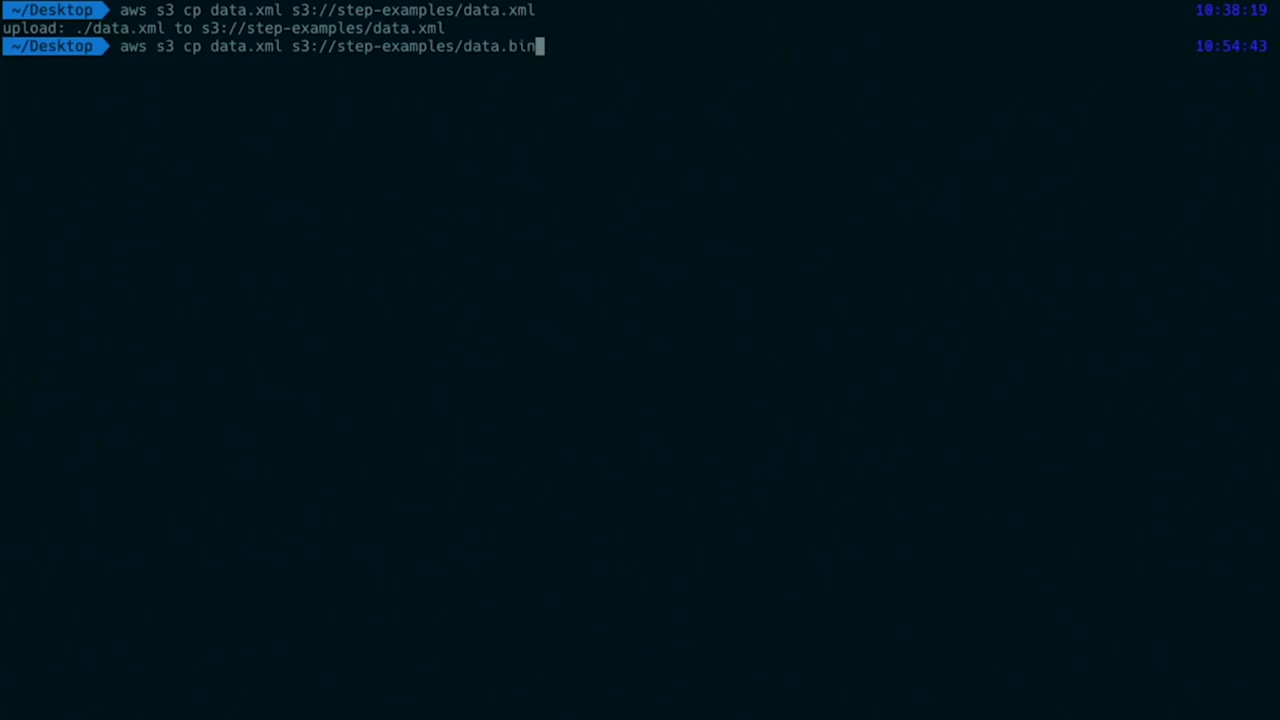 ~/Desktop aws s3 cp data.xml s3://step-examples/data.xml 10:38:19
upload: ./data.xml to s3://step-examples/data.xml
~/Desktop aws s3 cp data.xml s3://step-examples/data.bin 10:54:43